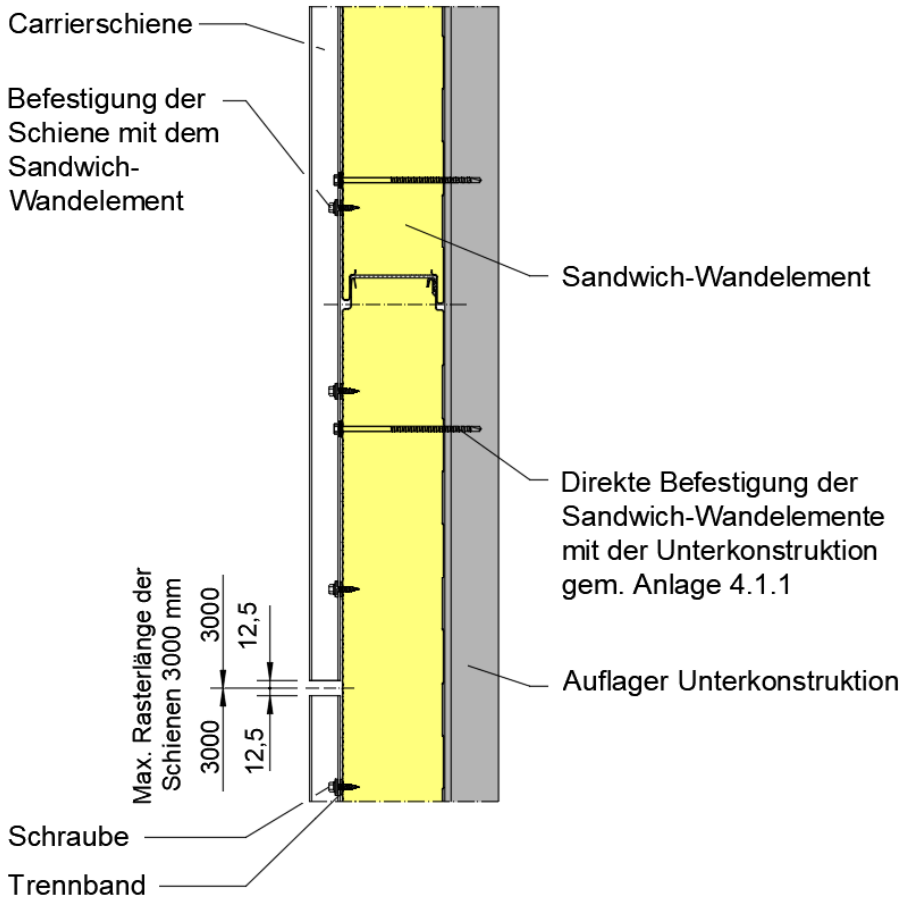 Carrierschiene
Befestigung der
Schiene mit dem
Sandwich-
Wandelement
Sandwich-Wandelement
Direkte Befestigung der
Sandwich-Wandelemente
mit der Unterkonstruktion
gem. Anlage 4.1.1
Max. Rasterlänge der
Schienen 3000 mm
3000
12,5
3000
12,5
Auflager Unterkonstruktion
Schraube
Trennband